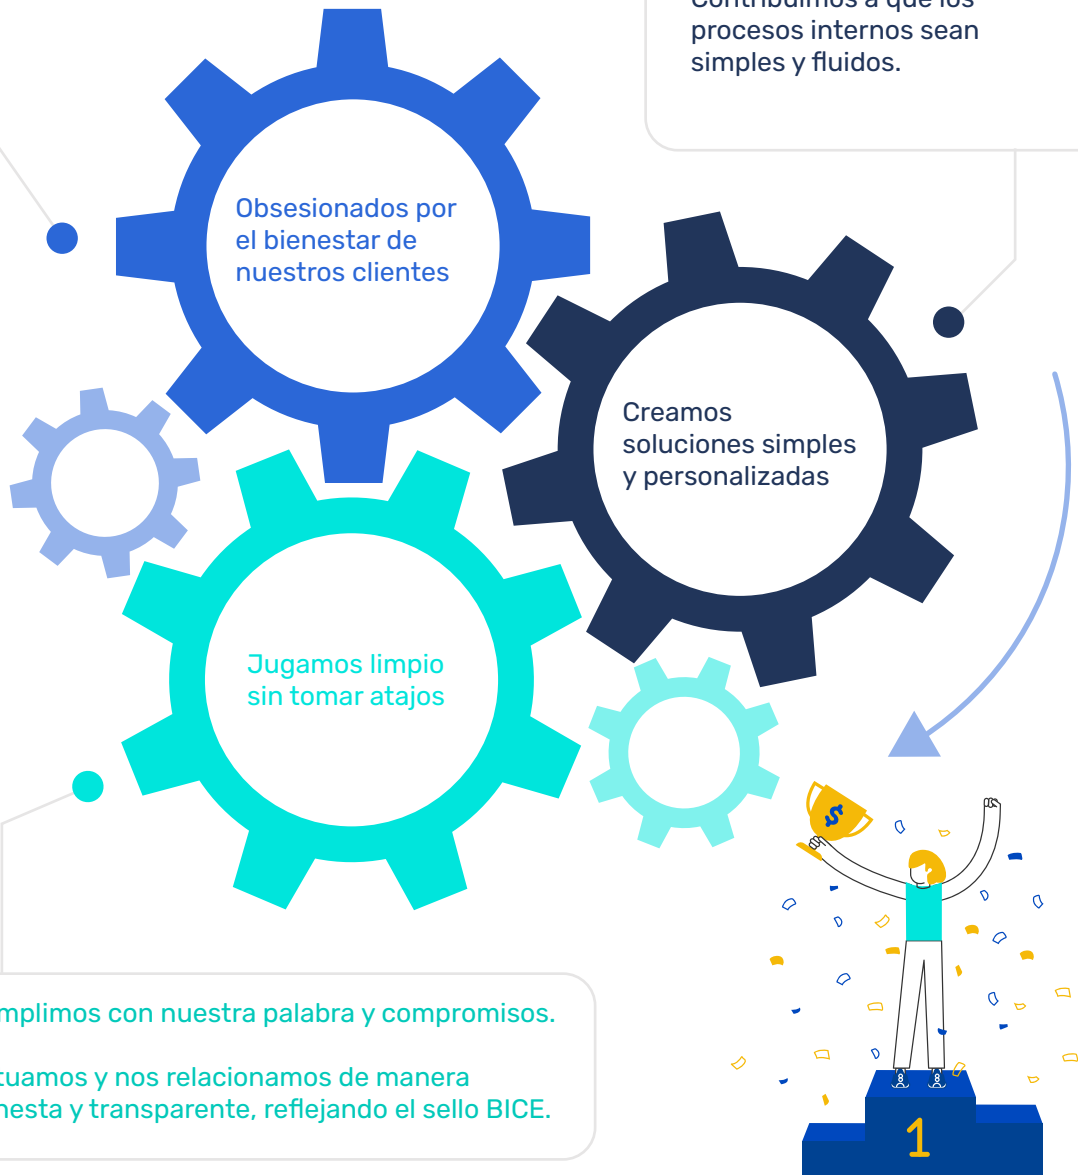 procesos internos sean
simples y fluidos.
Obsesionados por
el bienestar de
nuestros clientes
Creamos
soluciones simples
y personalizadas
Jugamos limpio
sin tomar atajos
mplimos con nuestra palabra y compromisos.
tuamos y nos relacionamos de manera
nesta y transparente, reflejando el sello BICE.
$
1